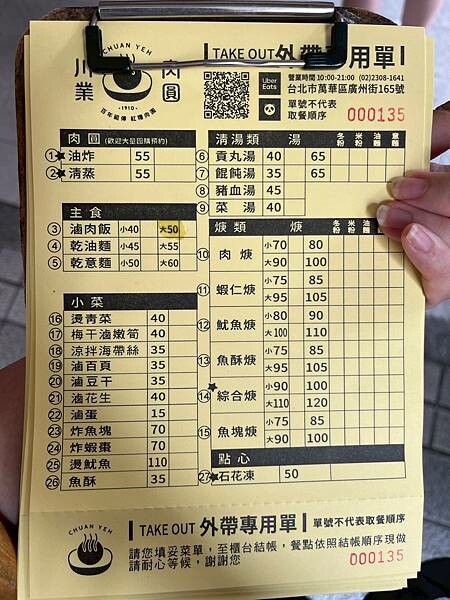 CHUAN YEH
川業 肉圓
-1910-
百年祖傳 紅糟肉圓
TAKE OUT 外帶專用單
Uber Eats
營業時間 10:00-21:00 (02)2308-1641
台北市萬華區廣州街165號
單號不代表取餐順序
000135
肉圓 (歡迎大量團購預約)
① 油炸 55
② 清蒸 55
主食
③ 滷肉飯 小40 大50
④ 乾油麵 小45 大55
⑤ 乾意麵 小50 大60
小菜
⑯ 燙青菜 40
⑰ 梅干滷嫩筍 40
⑱ 涼拌海帶絲 35
⑲ 滷百頁 35
⑳ 滷豆干 35
㉑ 滷花生 40
㉒ 滷蛋 15
㉓ 炸魚塊 70
㉔ 炸蝦棗 70
㉕ 燙魷魚 110
㉖ 魚酥 35
清湯類 湯 冬粉 米粉 油麵 意麵
⑥ 貢丸湯 40 65
⑦ 餛飩湯 35 65
⑧ 豬血湯 40
⑨ 菜湯 40
焿類 焿 冬粉 米粉 油麵 意麵
⑩ 肉焿 小70 80
大90 100
⑪ 蝦仁焿 小75 85
大95 105
⑫ 魷魚焿 小80 90
大100 110
⑬ 魚酥焿 小75 85
大95 105
⑭ 綜合焿 小90 100
大110 120
⑮ 魚塊焿 小75 85
大90 100
點心
㉗ 石花凍 50
CHUAN YEH
TAKE OUT 外帶專用單 單號不代表取餐順序
請您填妥菜單，至櫃台結帳，餐點依照結帳順序現做
請耐心等候，謝謝您
000135